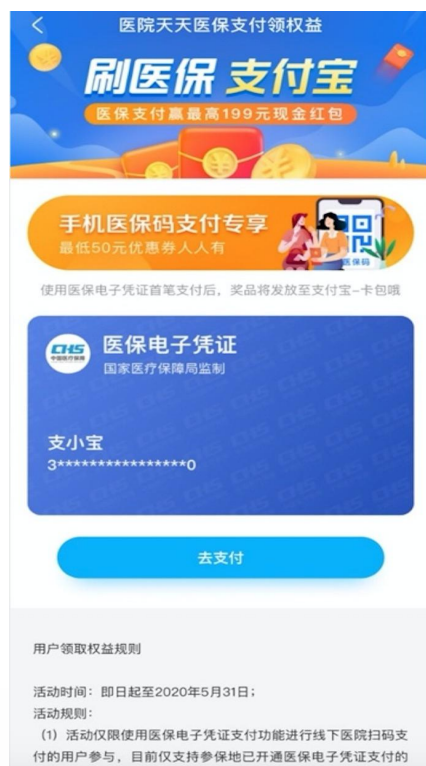 医院天天医保支付领权益
刷医保 支付宝
医保支付赢最高199元现金红包
手机医保码支付专享
最低50元优惠券人人有
医保码
使用医保电子凭证首笔支付后，奖品将发放至支付宝-卡包哦
CHS
中国医疗保障
医保电子凭证
国家医疗保障局监制
支小宝
3****************0
去支付
用户领取权益规则
活动时间：即日起至2020年5月31日；
活动规则：
（1）活动仅限使用医保电子凭证支付功能进行线下医院扫码支
付的用户参与，目前仅支持参保地已开通医保电子凭证支付的